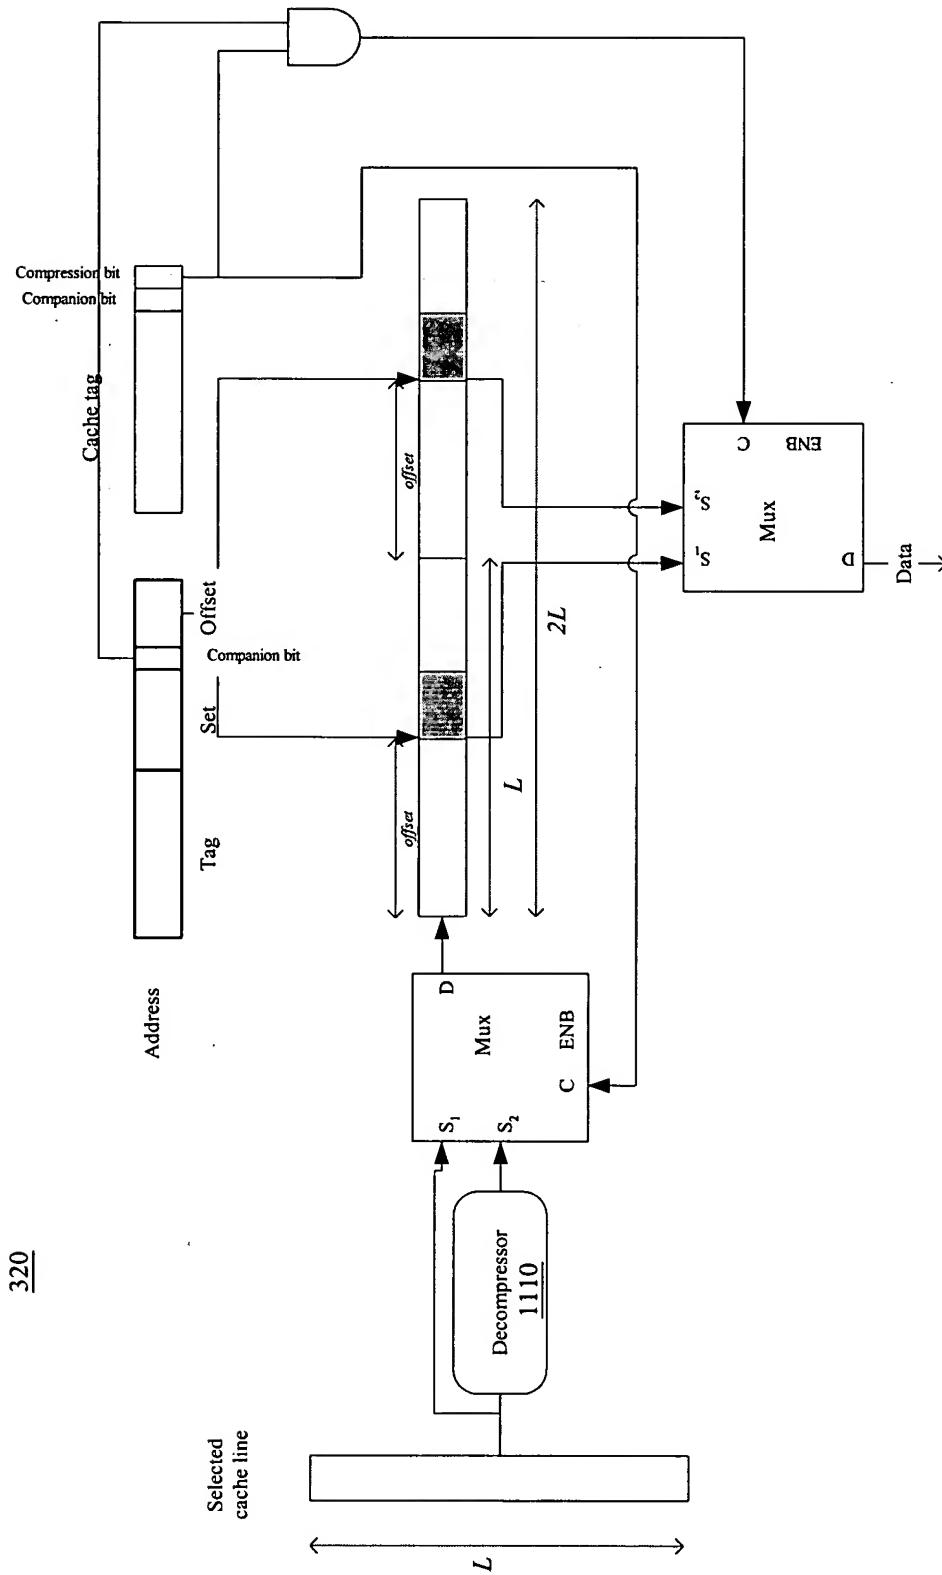 320
Compression bit
Companion bit
Cache tag
Address
Tag
Set
Offset
Companion bit
offset
offset
L
2L
Selected
cache line
L
Decompressor
1110
S1
S2
D
Mux
C
ENB
S1
S2
C
ENB
Mux
D
Data